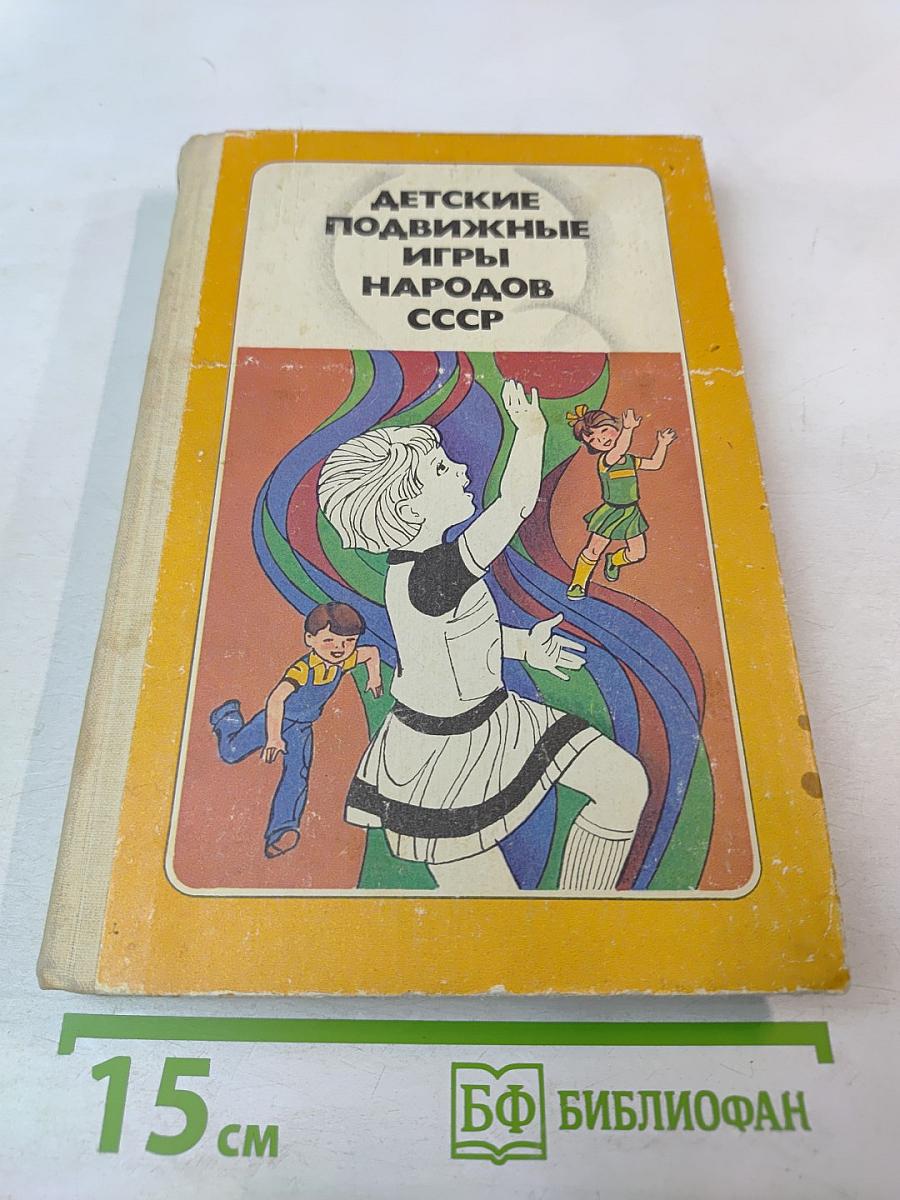 ДЕТСКИЕ
ПОДВИЖНЫЕ
ИГРЫ
НАРОДОВ
СССР
15 см
БФ БИБЛИОФАН